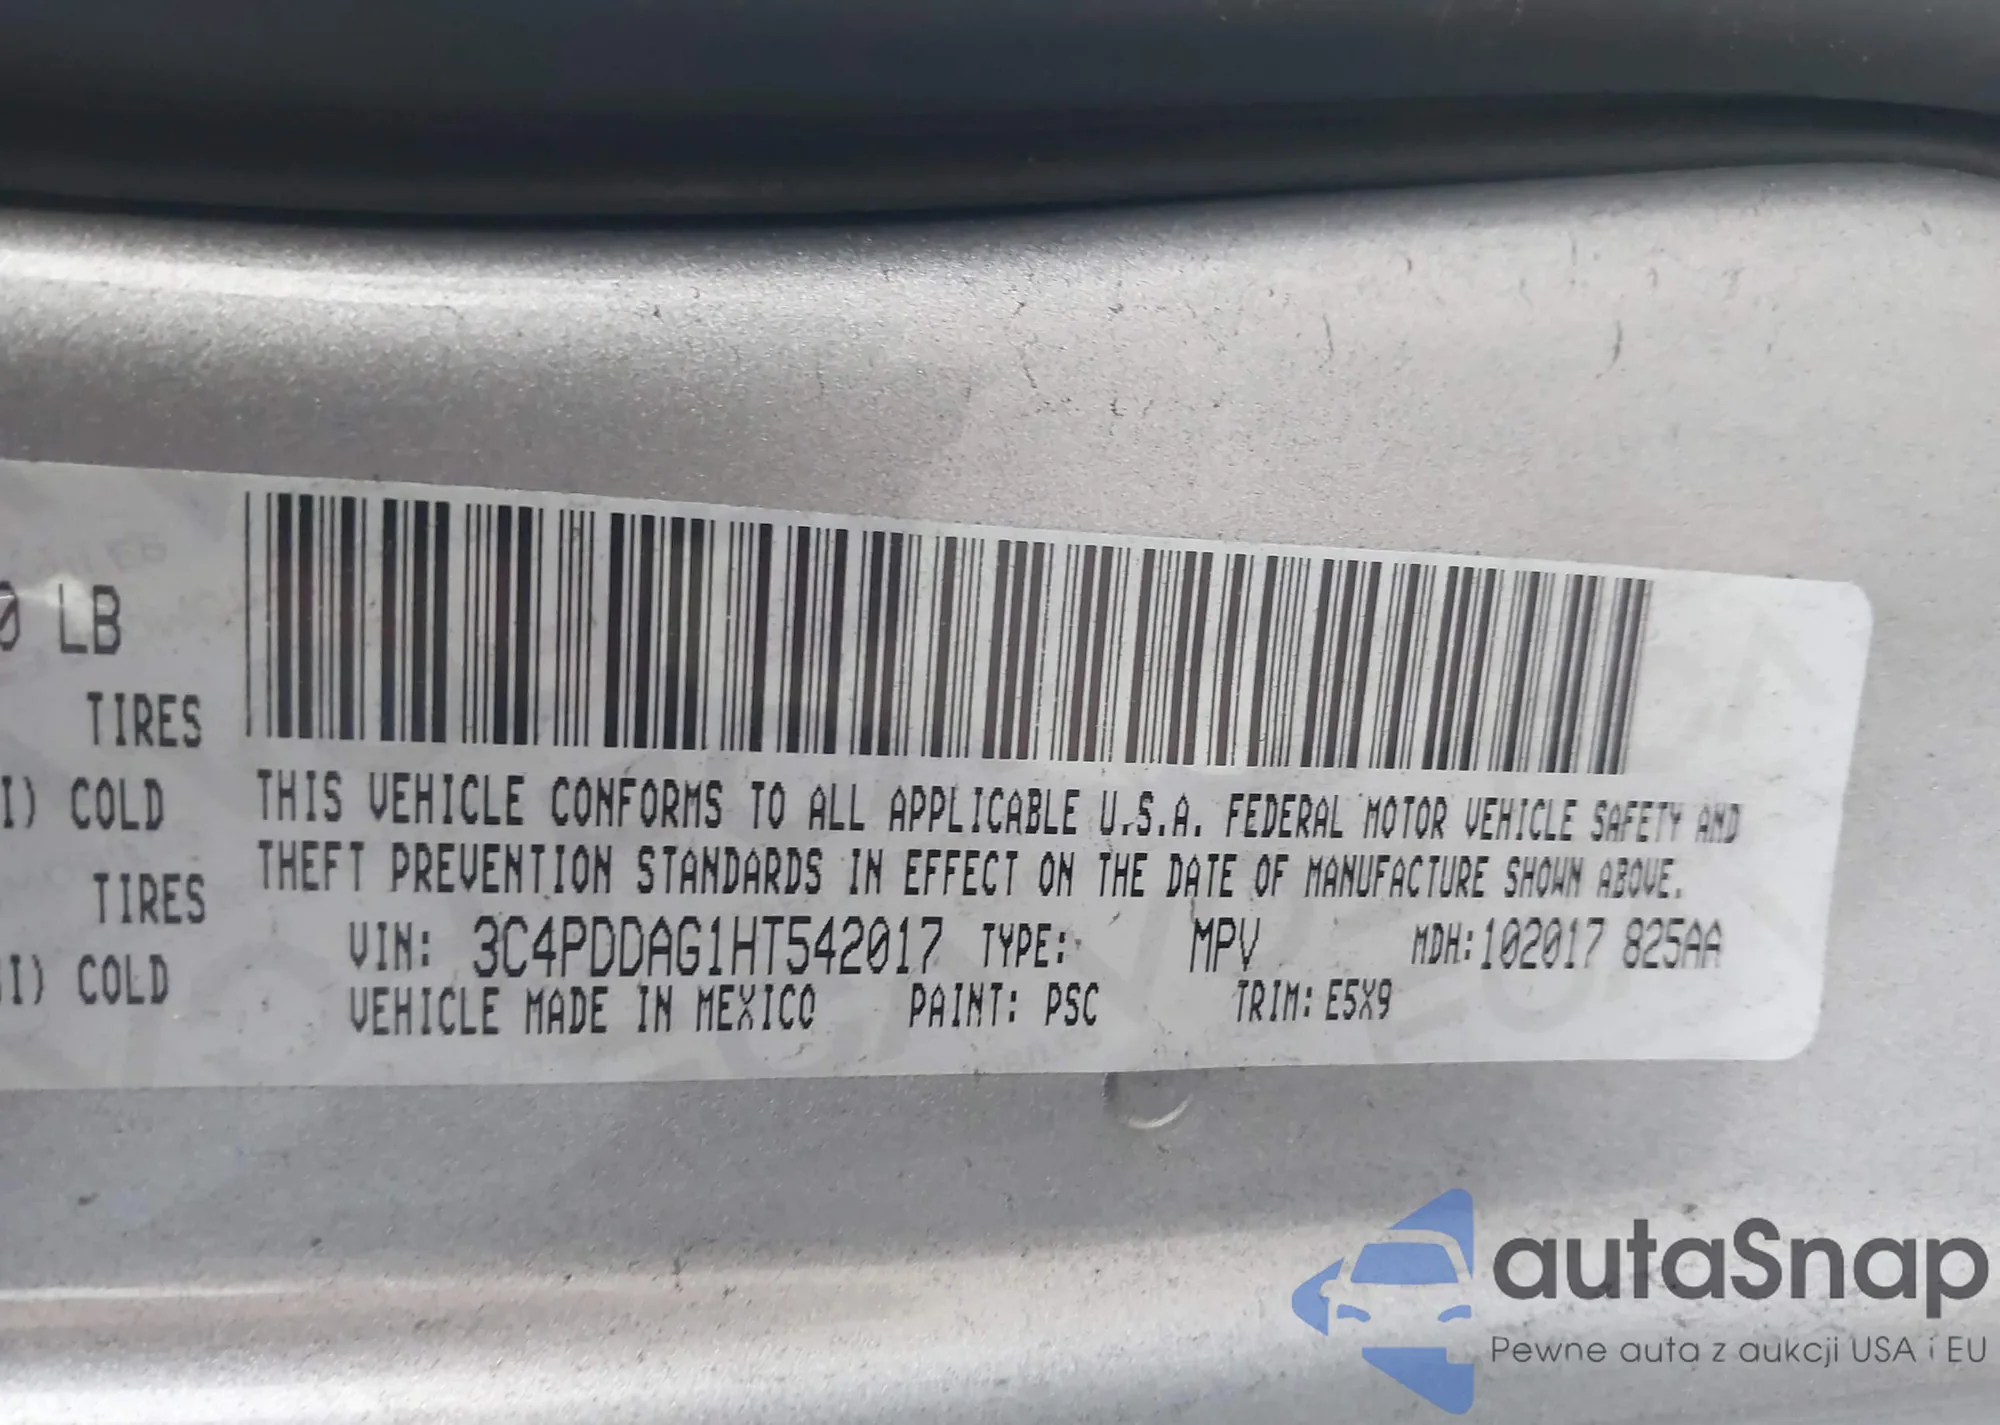 0 LB
TIRES
I) COLD
TIRES
I) COLD
THIS VEHICLE CONFORMS TO ALL APPLICABLE U.S.A. FEDERAL MOTOR VEHICLE SAFETY AND
THEFT PREVENTION STANDARDS IN EFFECT ON THE DATE OF MANUFACTURE SHOWN ABOVE.
VIN: 3C4PDDAG1HT542017 TYPE: MPV MDH:102017 825AA
VEHICLE MADE IN MEXICO PAINT: PSC TRIM: E5X9
autaSnap
Pewne auta z aukcji USA i EU